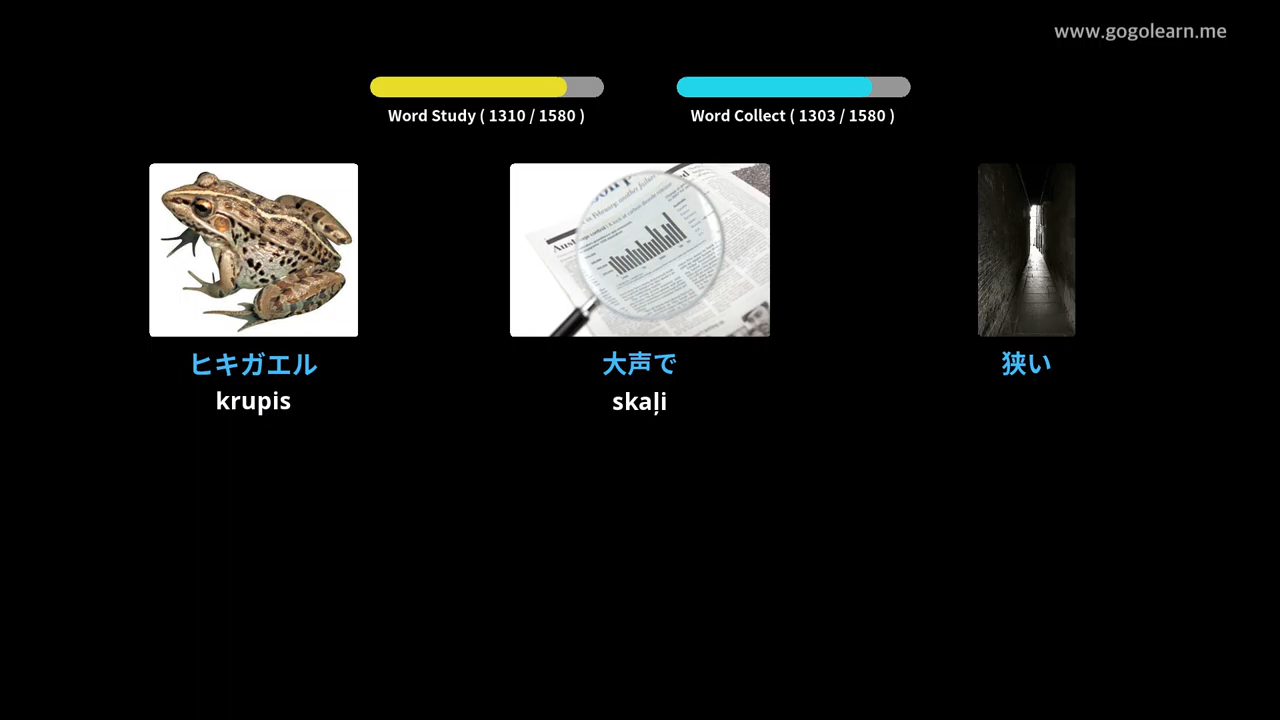 www.gogolearn.me
Word Study ( 1310 / 1580 )
Word Collect ( 1303 / 1580 )
ヒキガエル
krupis
大声で
skaļi
狭い